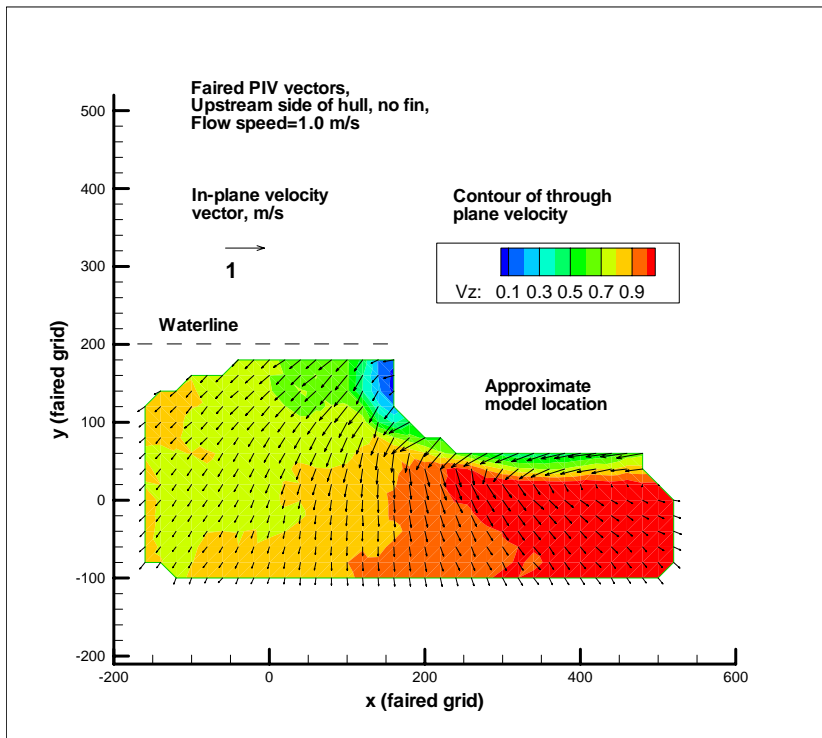 Faired PIV vectors,
Upstream side of hull, no fin,
Flow speed=1.0 m/s
In-plane velocity
vector, m/s
1
Contour of through
plane velocity
Vz: 0.1 0.3 0.5 0.7 0.9
Waterline
Approximate
model location
y (faired grid)
500
400
300
200
100
0
-100
-200
-200 0 200 400 600
x (faired grid)